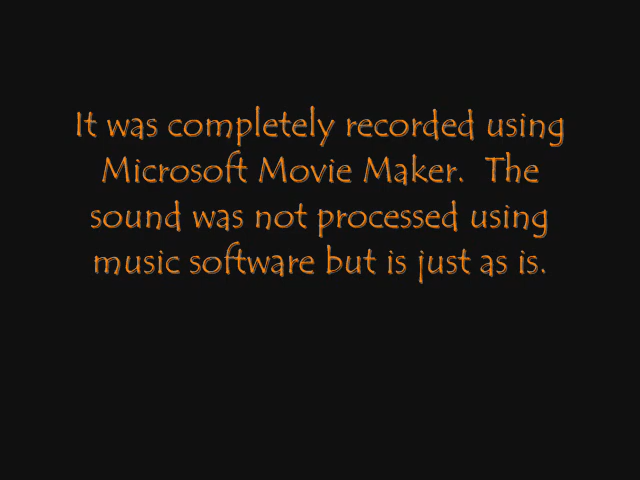 It was completely recorded using
Microsoft Movie Maker.  The
sound was not processed using
music software but is just as is.